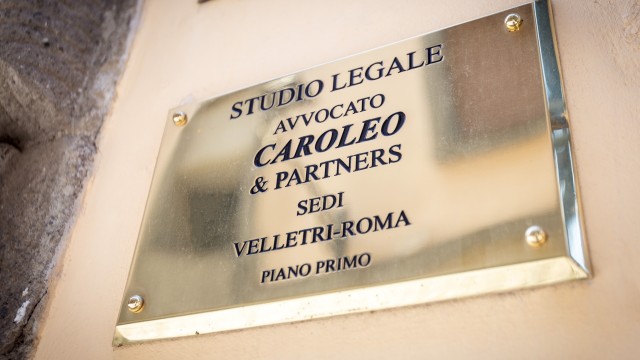 STUDIO LEGALE
AVVOCATO
CAROLEO
& PARTNERS
SEDI
VELLETRI-ROMA
PIANO PRIMO